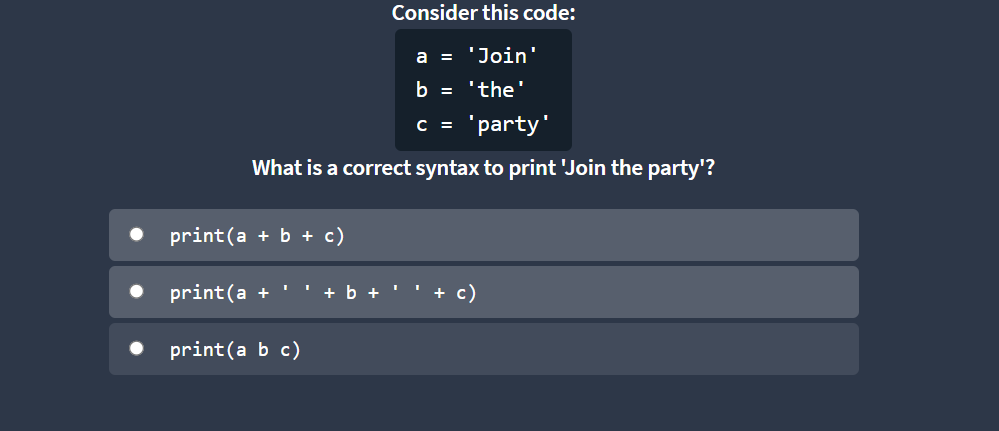 Consider this code:
a = 'Join'
b = 'the'
c = 'party'
What is a correct syntax to print 'Join the party'?
print(a + b + c)
print(a + ' ' + b + ' ' + c)
print(a b c)